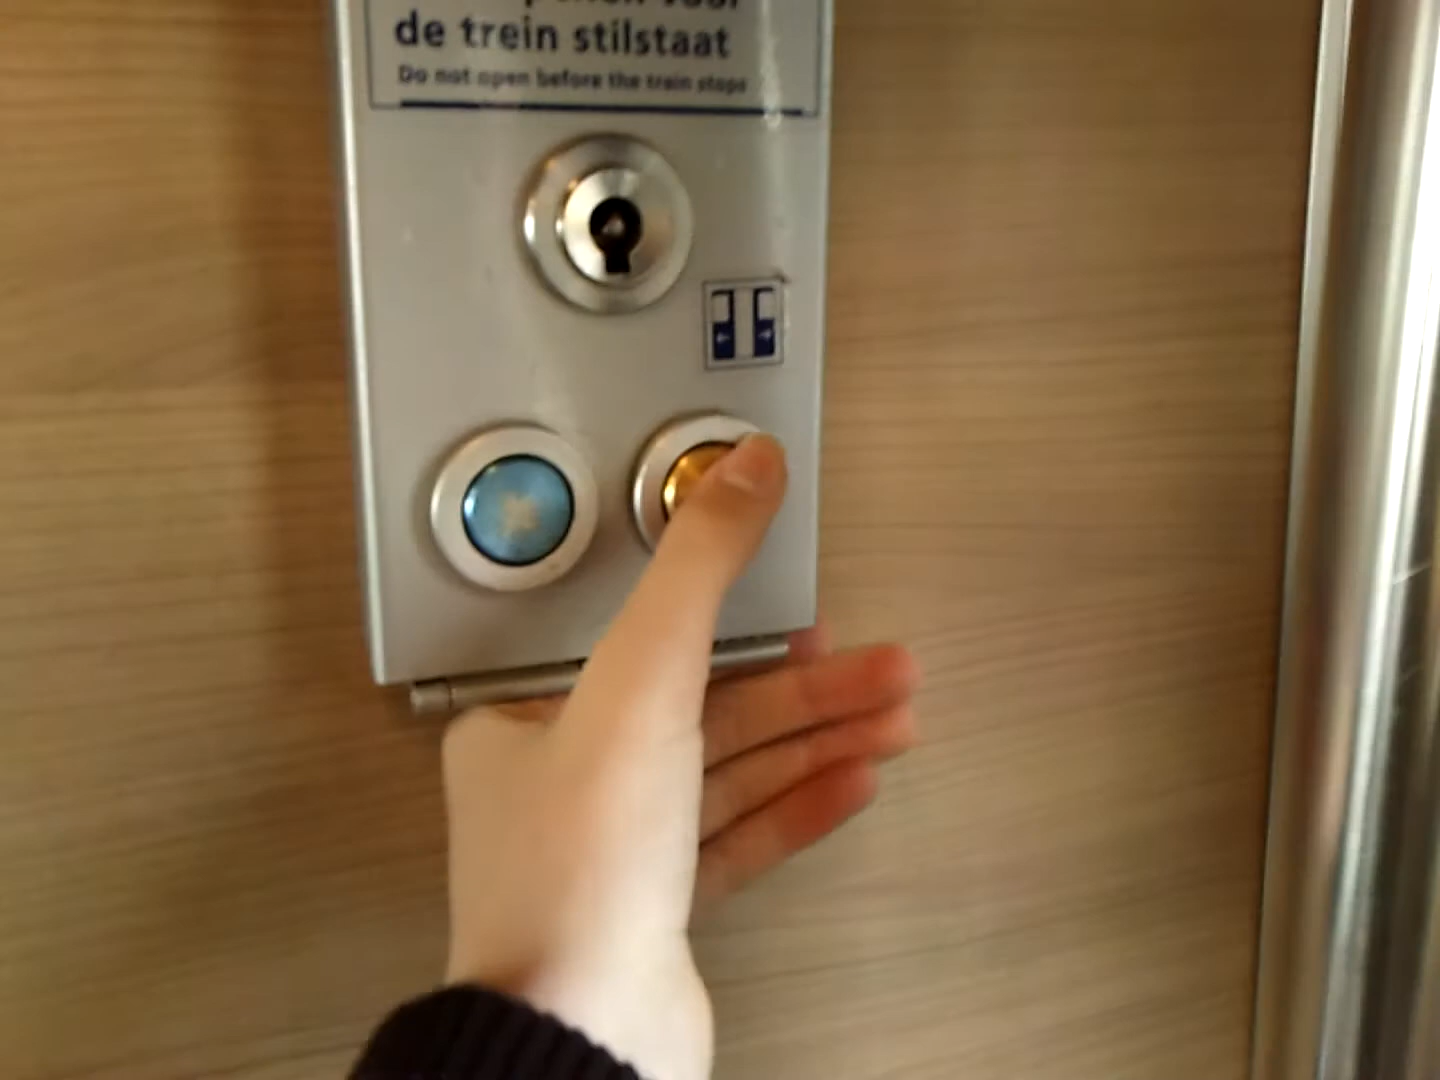 de trein stilstaat
Do not open before the train stops